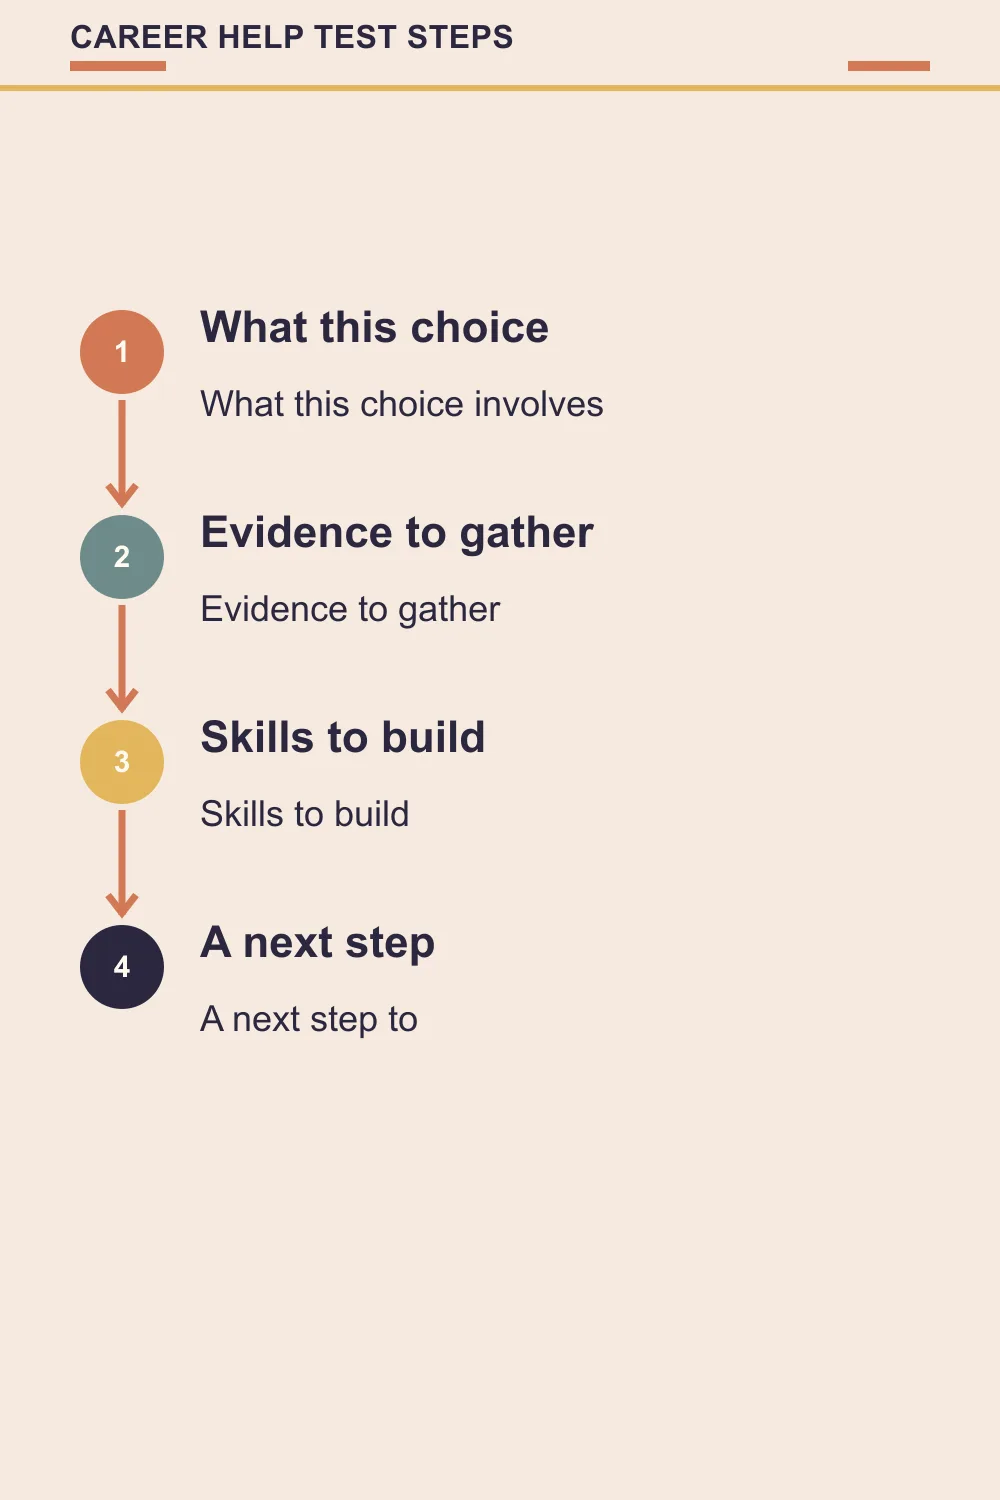 CAREER HELP TEST STEPS
1
What this choice
What this choice involves
2
Evidence to gather
Evidence to gather
3
Skills to build
Skills to build
4
A next step
A next step to